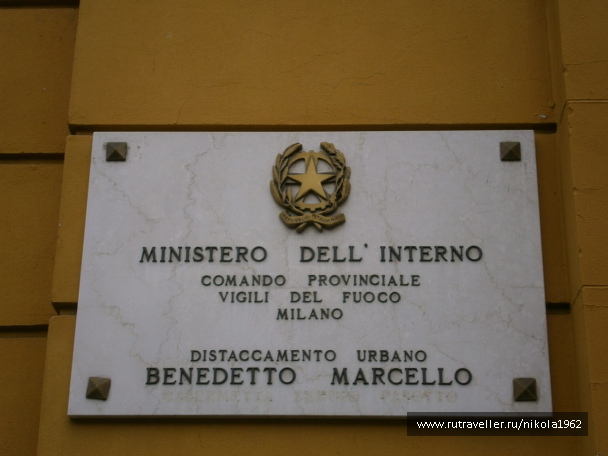 MINISTERO DELL' INTERNO
COMANDO PROVINCIALE
VIGILI DEL FUOCO
MILANO
DISTACCAMENTO URBANO
BENEDETTO MARCELLO
www.rutraveller.ru/nikola1962